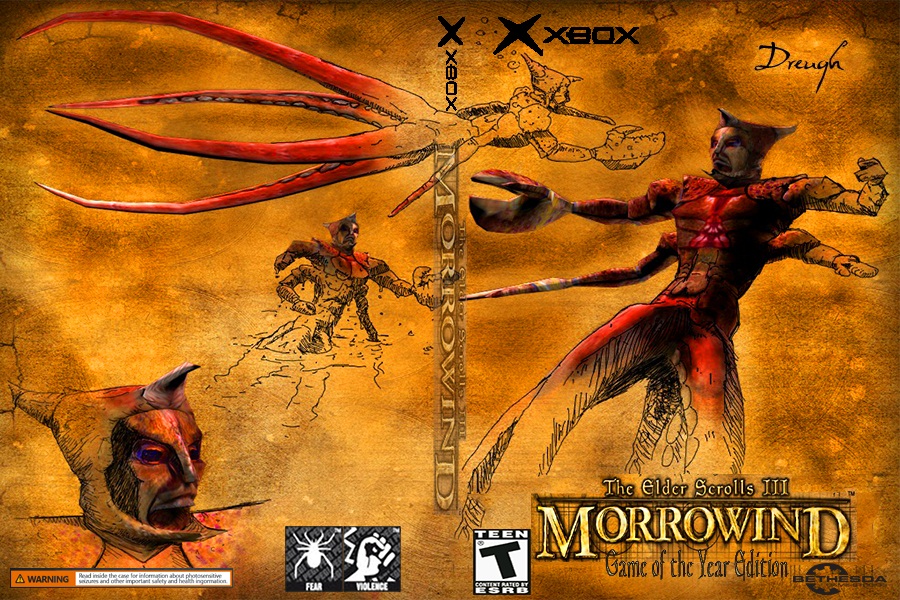 XBOX
XBOX
Dreugh
MORROWIND
The Elder Scrolls III
MORROWIND
TM
Game of the Year Edition
BETHESDA
TEEN
T
CONTENT RATED BY
ESRB
FEAR
VIOLENCE
WARNING
Read inside the case for information about photosensitive
seizures and other important safety and health ingormation.